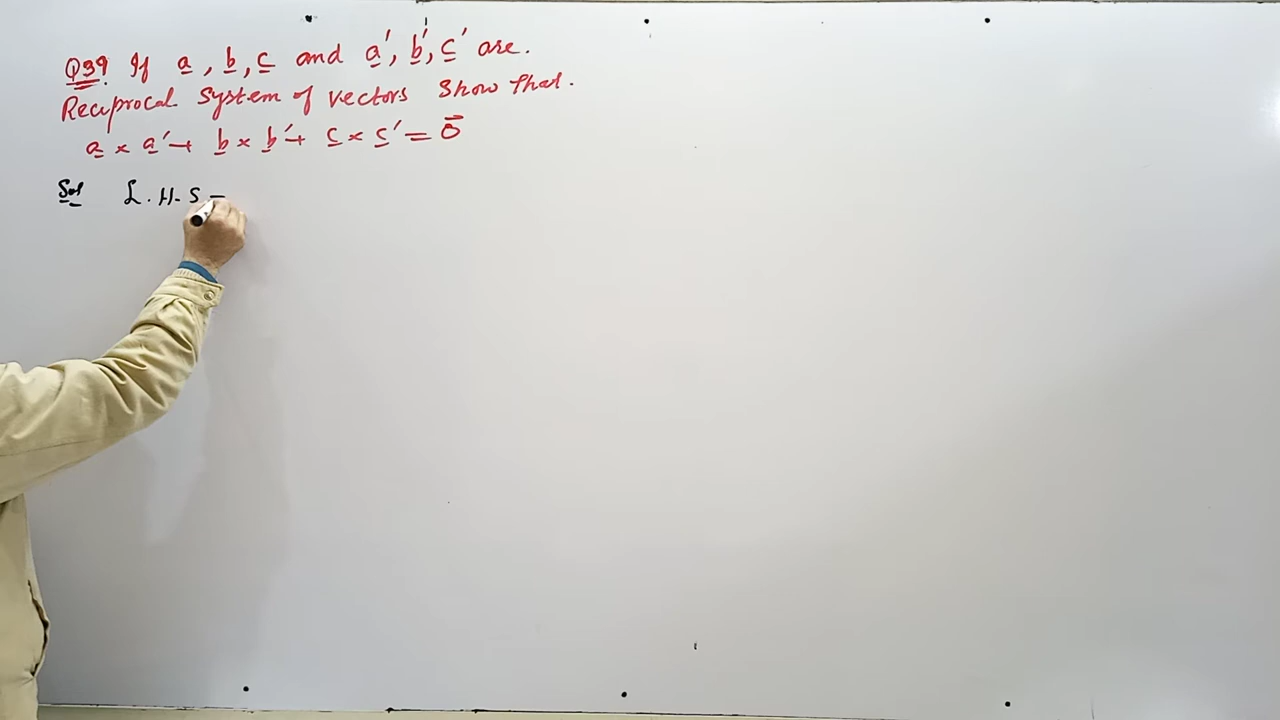 Q39 If a, b, c and a', b', c' are.
Reciprocal System of vectors Show that.
a × a' + b × b' + c × c' = 0⃗
Sol L.H.S =